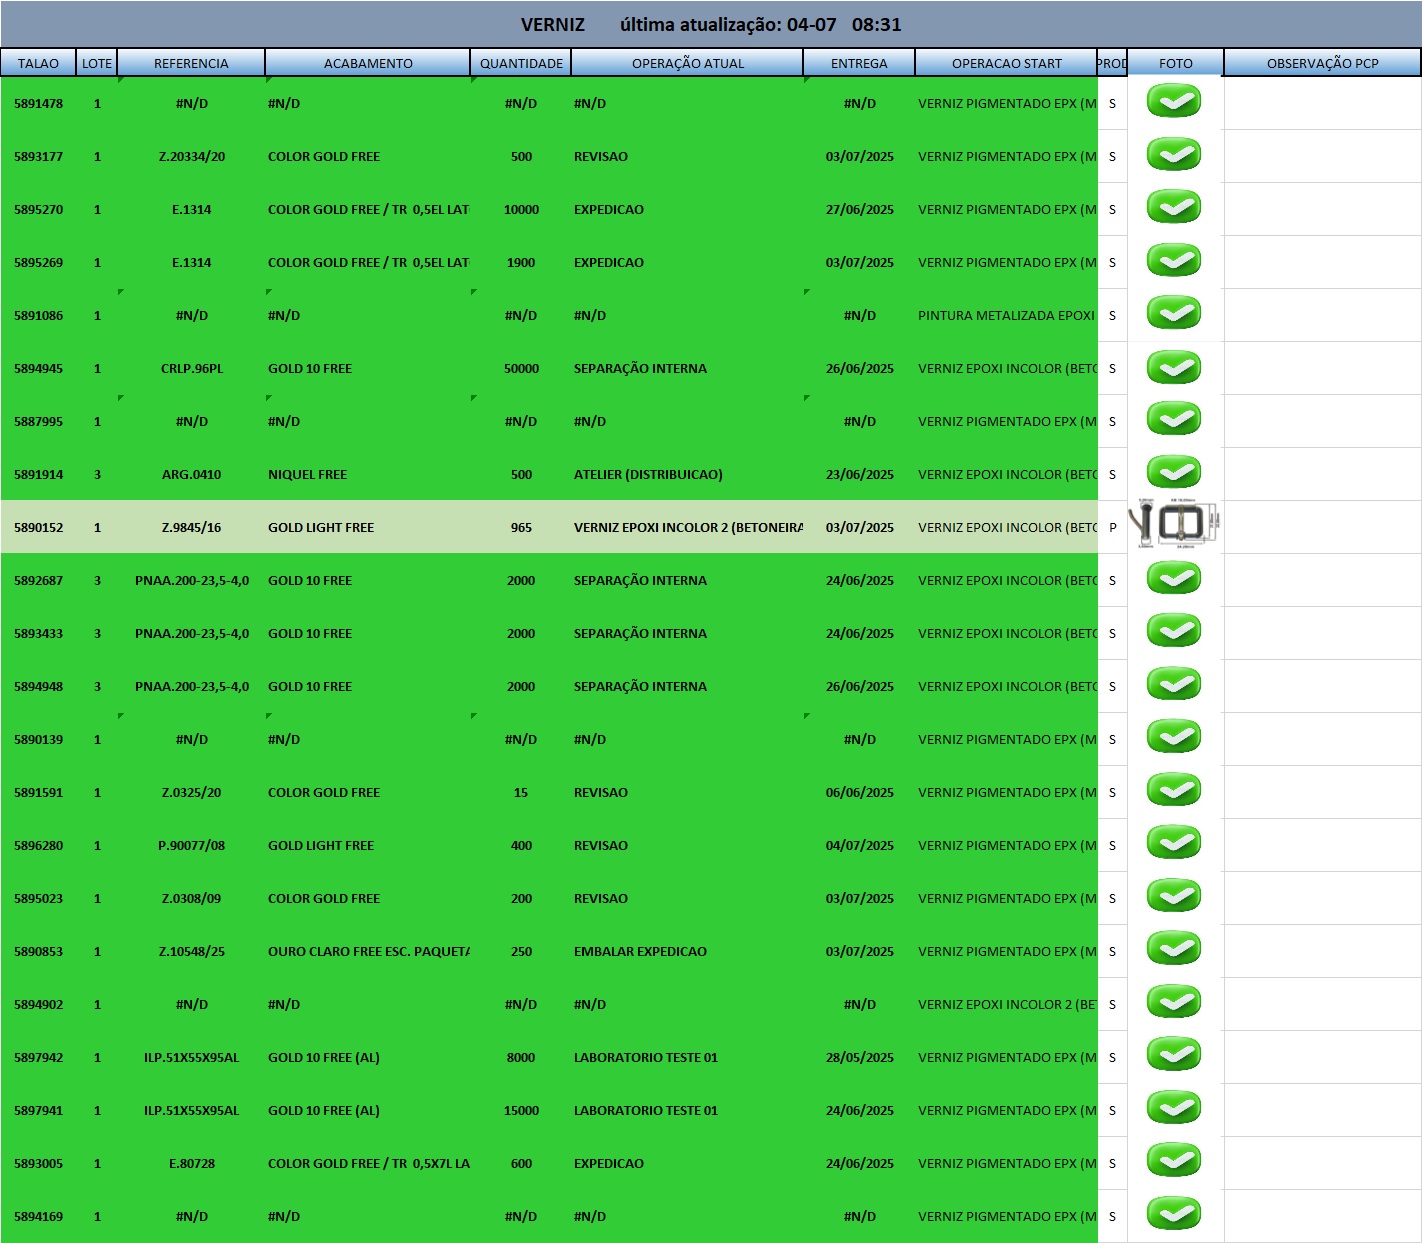 VERNIZ última atualização: 04-07 08:31
TALAO LOTE REFERENCIA ACABAMENTO QUANTIDADE OPERAÇÃO ATUAL ENTREGA OPERACAO START PROD FOTO OBSERVAÇÃO PCP
5891478 1 #N/D #N/D #N/D #N/D #N/D VERNIZ PIGMENTADO EPX (M S
5893177 1 Z.20334/20 COLOR GOLD FREE 500 REVISAO 03/07/2025 VERNIZ PIGMENTADO EPX (M S
5895270 1 E.1314 COLOR GOLD FREE / TR 0,5EL LAT 10000 EXPEDICAO 27/06/2025 VERNIZ PIGMENTADO EPX (M S
5895269 1 E.1314 COLOR GOLD FREE / TR 0,5EL LAT 1900 EXPEDICAO 03/07/2025 VERNIZ PIGMENTADO EPX (M S
5891086 1 #N/D #N/D #N/D #N/D #N/D PINTURA METALIZADA EPOXI S
5894945 1 CRLP.96PL GOLD 10 FREE 50000 SEPARAÇÃO INTERNA 26/06/2025 VERNIZ EPOXI INCOLOR (BETO S
5887995 1 #N/D #N/D #N/D #N/D #N/D VERNIZ PIGMENTADO EPX (M S
5891914 3 ARG.0410 NIQUEL FREE 500 ATELIER (DISTRIBUICAO) 23/06/2025 VERNIZ EPOXI INCOLOR (BETO S
5890152 1 Z.9845/16 GOLD LIGHT FREE 965 VERNIZ EPOXI INCOLOR 2 (BETONEIRA 03/07/2025 VERNIZ EPOXI INCOLOR (BETO P
5892687 3 PNAA.200-23,5-4,0 GOLD 10 FREE 2000 SEPARAÇÃO INTERNA 24/06/2025 VERNIZ EPOXI INCOLOR (BETO S
5893433 3 PNAA.200-23,5-4,0 GOLD 10 FREE 2000 SEPARAÇÃO INTERNA 24/06/2025 VERNIZ EPOXI INCOLOR (BETO S
5894948 3 PNAA.200-23,5-4,0 GOLD 10 FREE 2000 SEPARAÇÃO INTERNA 26/06/2025 VERNIZ EPOXI INCOLOR (BETO S
5890139 1 #N/D #N/D #N/D #N/D #N/D VERNIZ PIGMENTADO EPX (M S
5891591 1 Z.0325/20 COLOR GOLD FREE 15 REVISAO 06/06/2025 VERNIZ PIGMENTADO EPX (M S
5896280 1 P.90077/08 GOLD LIGHT FREE 400 REVISAO 04/07/2025 VERNIZ PIGMENTADO EPX (M S
5895023 1 Z.0308/09 COLOR GOLD FREE 200 REVISAO 03/07/2025 VERNIZ PIGMENTADO EPX (M S
5890853 1 Z.10548/25 OURO CLARO FREE ESC. PAQUETA 250 EMBALAR EXPEDICAO 03/07/2025 VERNIZ PIGMENTADO EPX (M S
5894902 1 #N/D #N/D #N/D #N/D #N/D VERNIZ EPOXI INCOLOR 2 (BET S
5897942 1 ILP.51X55X95AL GOLD 10 FREE (AL) 8000 LABORATORIO TESTE 01 28/05/2025 VERNIZ PIGMENTADO EPX (M S
5897941 1 ILP.51X55X95AL GOLD 10 FREE (AL) 15000 LABORATORIO TESTE 01 24/06/2025 VERNIZ PIGMENTADO EPX (M S
5893005 1 E.80728 COLOR GOLD FREE / TR 0,5X7L LA 600 EXPEDICAO 24/06/2025 VERNIZ PIGMENTADO EPX (M S
5894169 1 #N/D #N/D #N/D #N/D #N/D VERNIZ PIGMENTADO EPX (M S